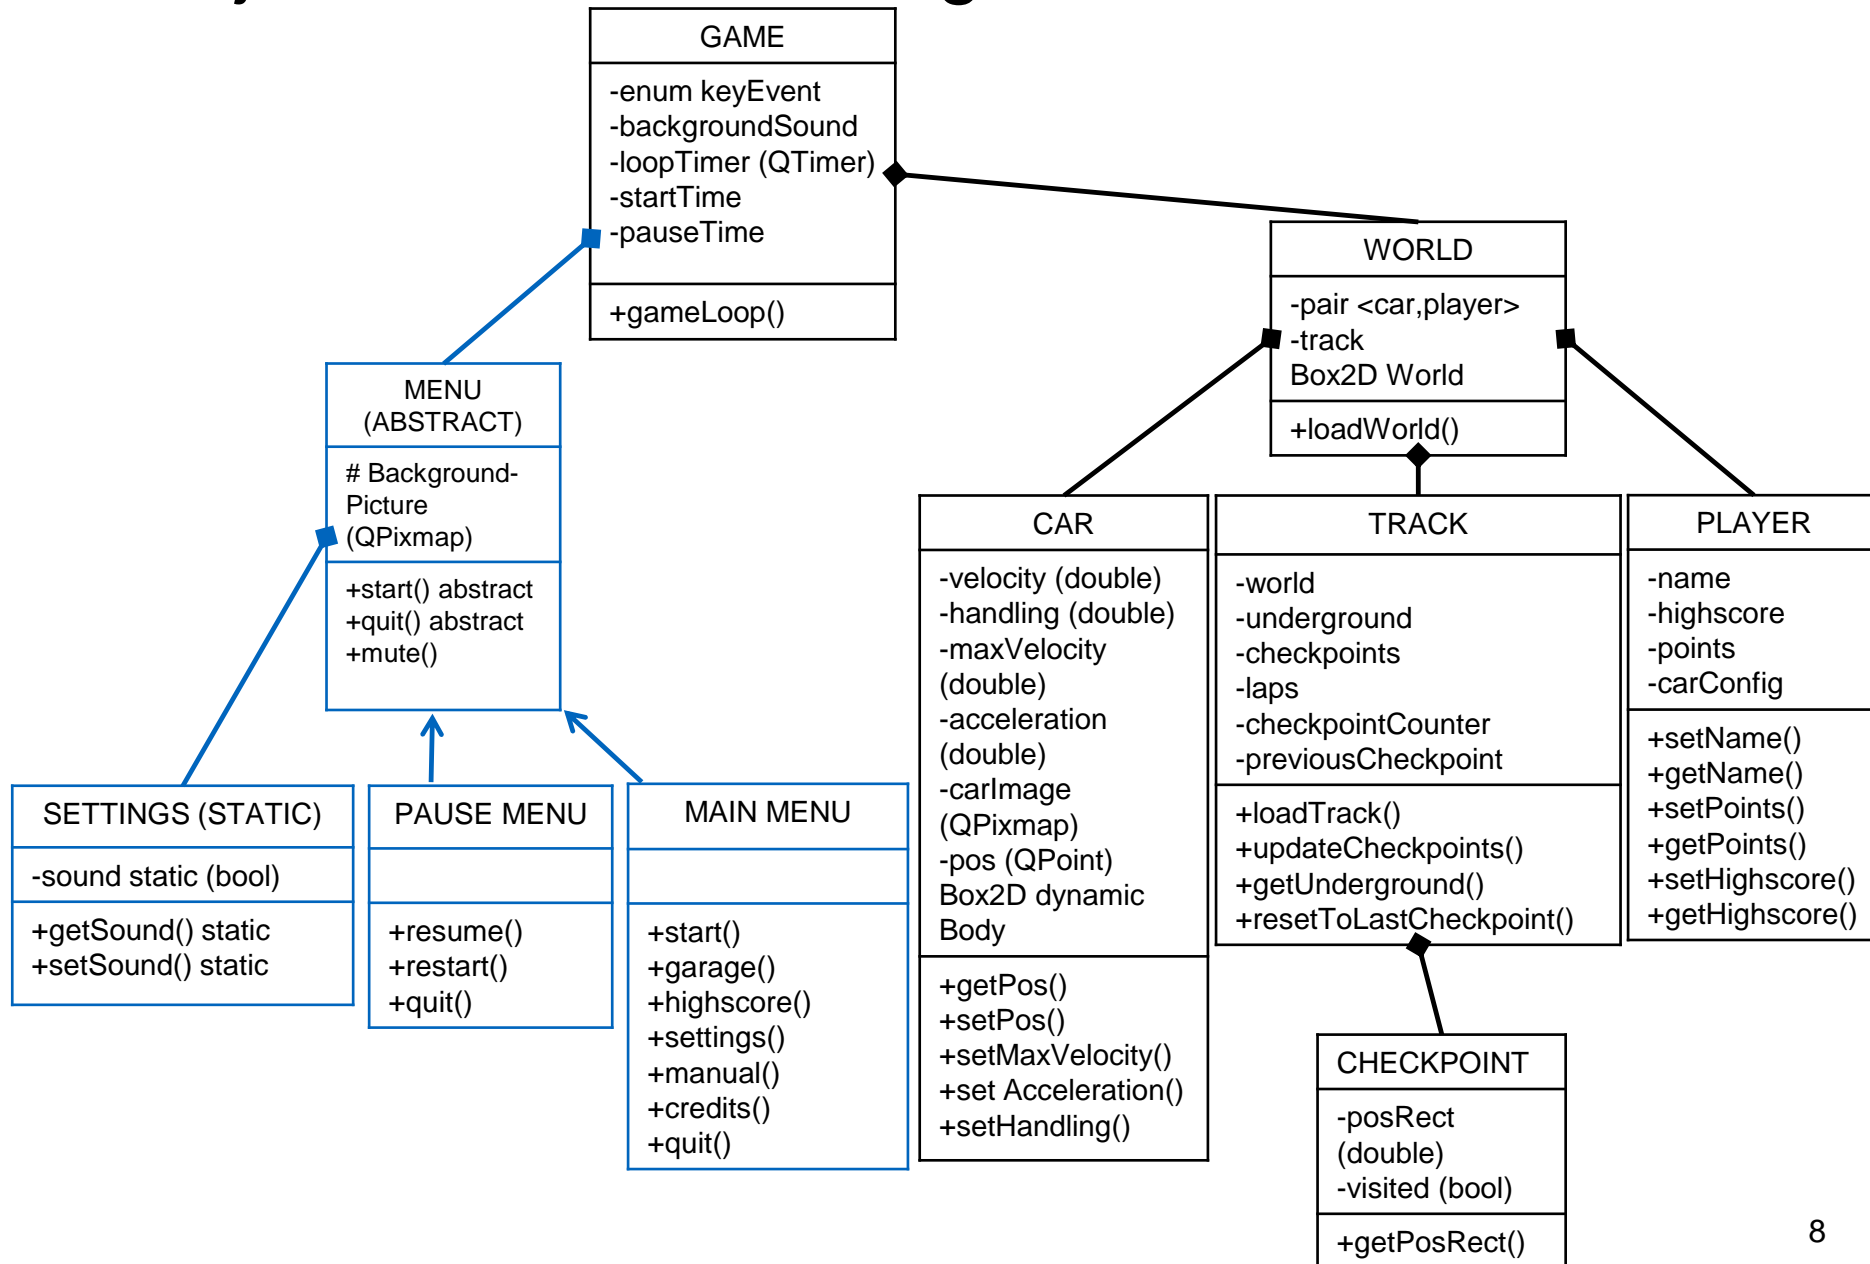 GAME
-enum keyEvent
-backgroundSound
-loopTimer (QTimer)
-startTime
-pauseTime
+gameLoop()
WORLD
-pair <car,player>
-track
Box2D World
+loadWorld()
MENU
(ABSTRACT)
# Background-
Picture
(QPixmap)
+start() abstract
+quit() abstract
+mute()
CAR
-velocity (double)
-handling (double)
-maxVelocity
(double)
-acceleration
(double)
-carImage
(QPixmap)
-pos (QPoint)
Box2D dynamic
Body
+getPos()
+setPos()
+setMaxVelocity()
+set Acceleration()
+setHandling()
TRACK
-world
-underground
-checkpoints
-laps
-checkpointCounter
-previousCheckpoint
+loadTrack()
+updateCheckpoints()
+getUnderground()
+resetToLastCheckpoint()
PLAYER
-name
-highscore
-points
-carConfig
+setName()
+getName()
+setPoints()
+getPoints()
+setHighscore()
+getHighscore()
SETTINGS (STATIC)
-sound static (bool)
+getSound() static
+setSound() static
PAUSE MENU
+resume()
+restart()
+quit()
MAIN MENU
+start()
+garage()
+highscore()
+settings()
+manual()
+credits()
+quit()
CHECKPOINT
-posRect
(double)
-visited (bool)
+getPosRect()
8